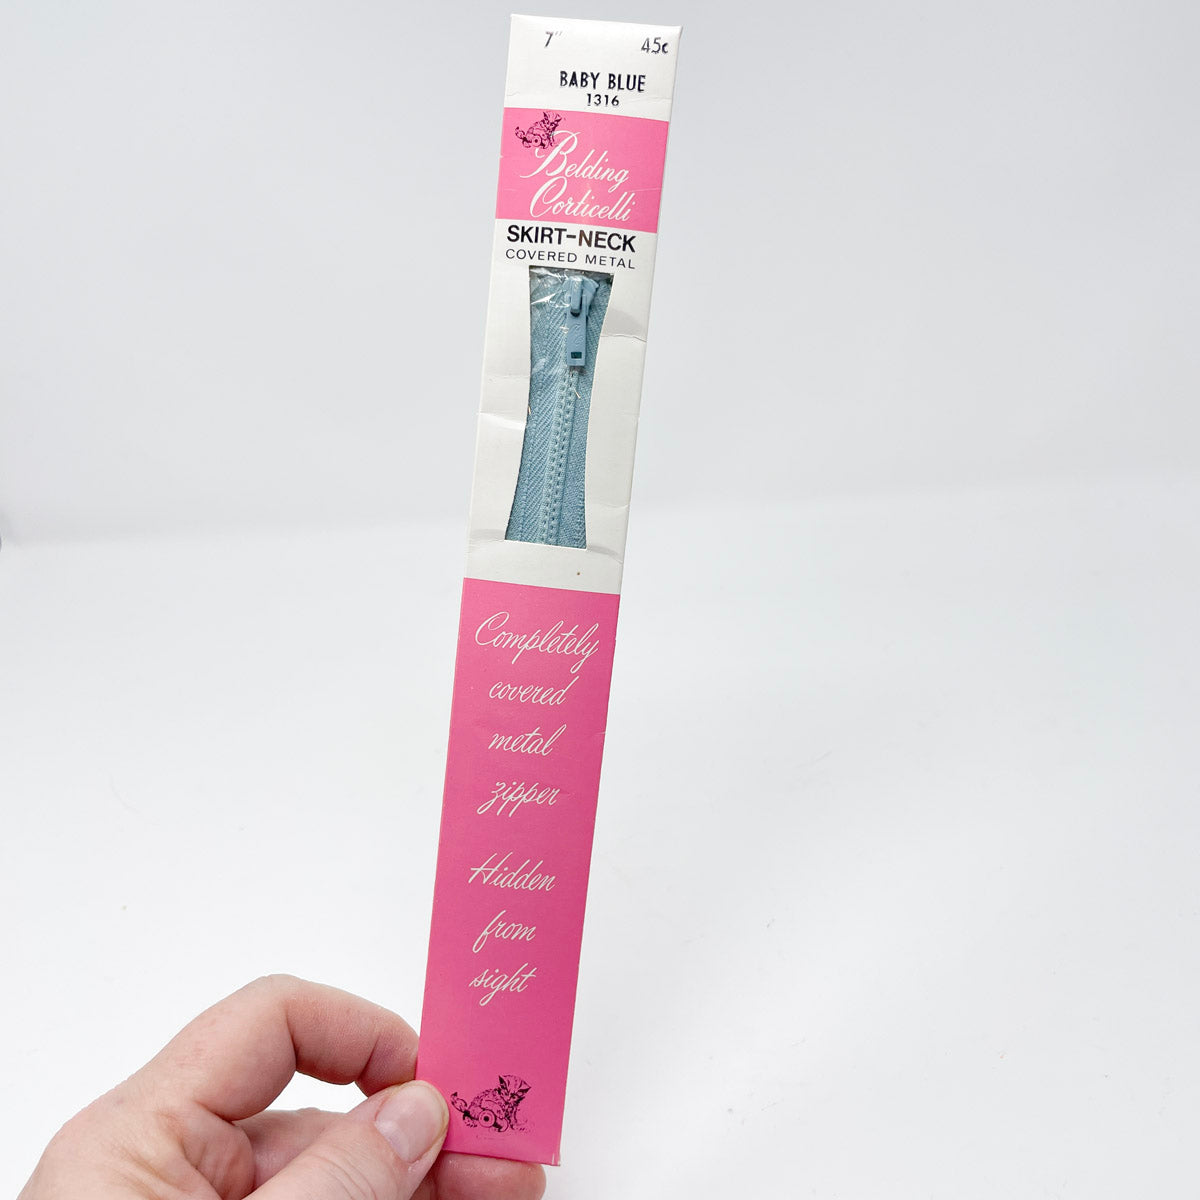 7" 45¢
BABY BLUE
1316
Belding
Corticelli
SKIRT-NECK
COVERED METAL
Completely
covered
metal
zipper
Hidden
from
sight